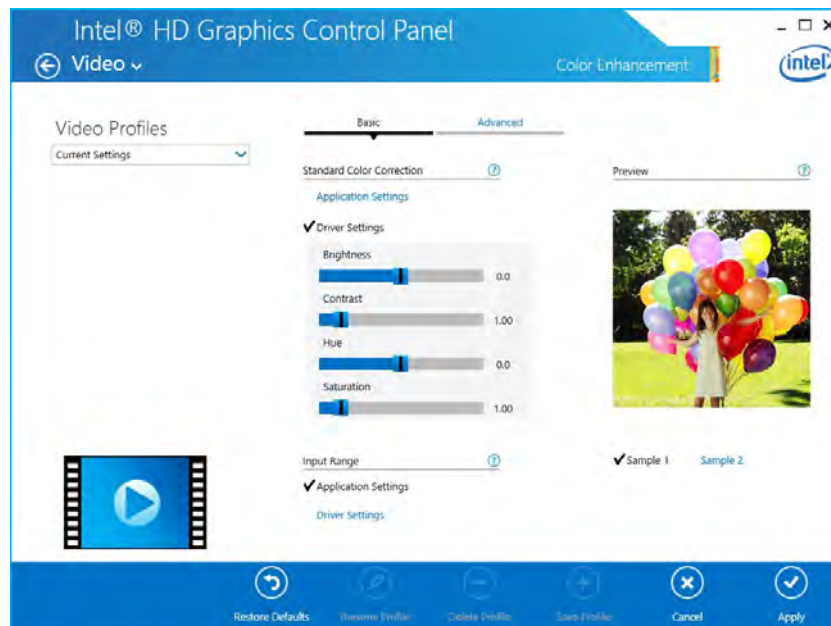 Intel® HD Graphics Control Panel
Video
Color Enhancement
intel
Video Profiles
Current Settings
Basic
Advanced
Standard Color Correction
?
Application Settings
Driver Settings
Brightness
0.0
Contrast
1.00
Hue
0.0
Saturation
1.00
Input Range
?
Application Settings
Driver Settings
Preview
?
Sample 1
Sample 2
Restore Defaults
Rename Profile
Delete Profile
Save Profile
Cancel
Apply